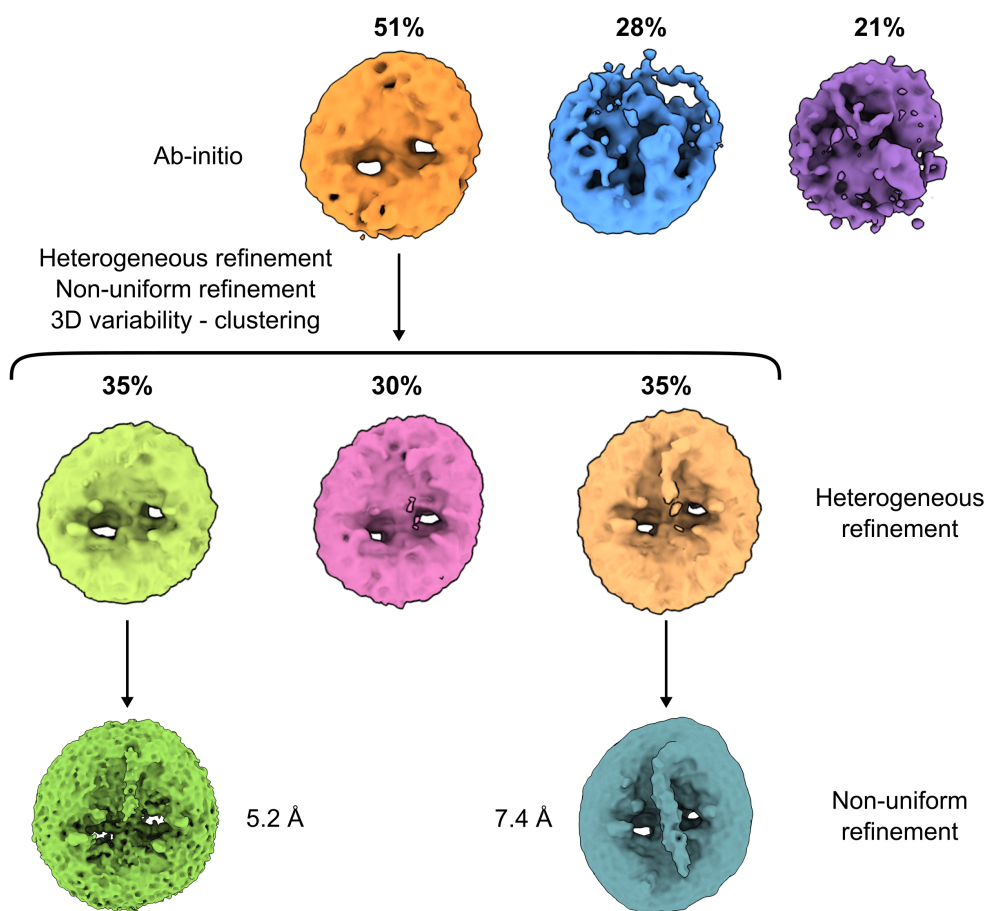 51%
28%
21%
Ab-initio
Heterogeneous refinement
Non-uniform refinement
3D variability - clustering
35%
30%
35%
Heterogeneous
refinement
5.2 Å
7.4 Å
Non-uniform
refinement